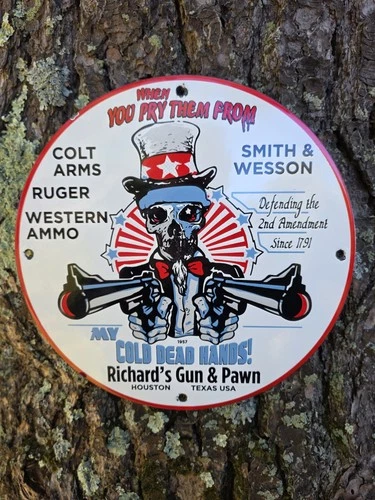 WHEN
YOU PRY THEM FROM
COLT
ARMS
RUGER
WESTERN
AMMO
SMITH &
WESSON
Defending the
2nd Amendment
Since 1791
MY
1957
COLD DEAD HANDS!
Richard's Gun & Pawn
HOUSTON TEXAS USA